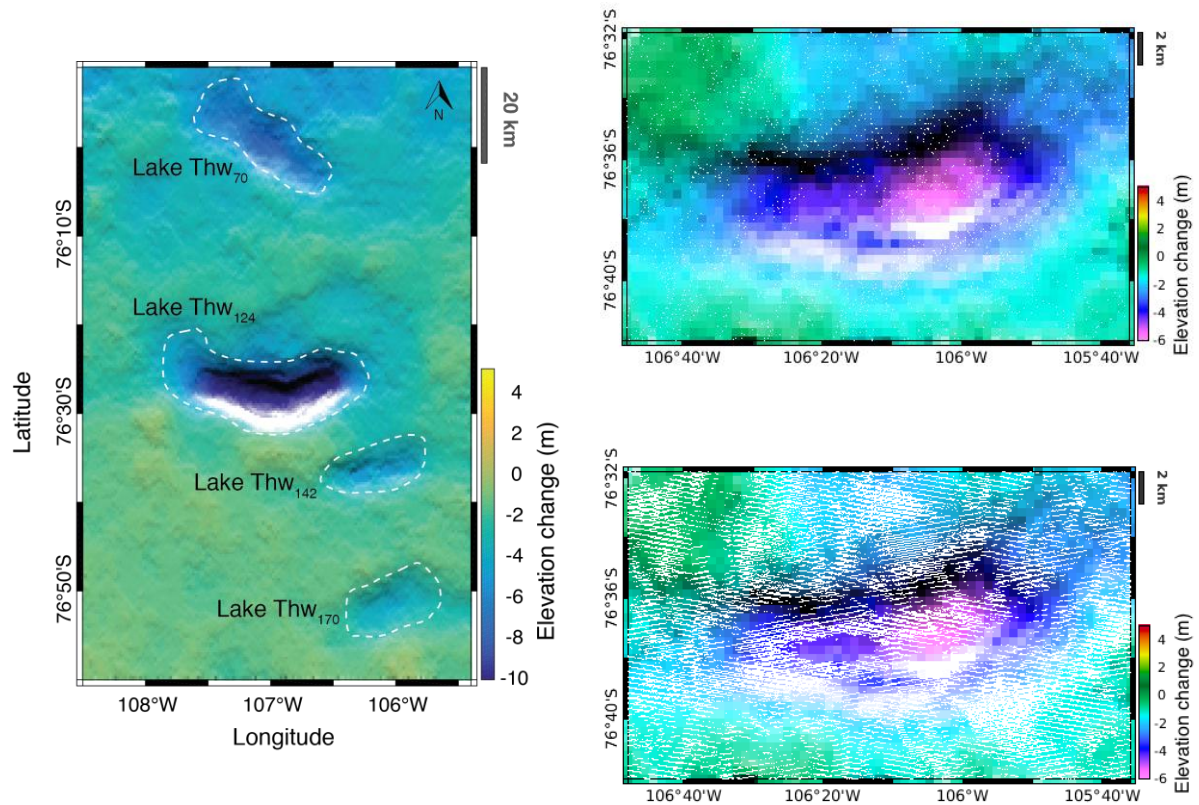 N
20 km
Lake Thw70
76°10'S
Lake Thw124
Latitude
76°30'S
Lake Thw142
76°50'S
Lake Thw170
4
2
0
-2
-4
-6
-8
-10
Elevation change (m)
108°W 107°W 106°W
Longitude
76°32'S
76°36'S
76°40'S
2 km
4
2
0
-2
-4
-6
Elevation change (m)
106°40'W 106°20'W 106°W 105°40'W
76°32'S
76°36'S
76°40'S
2 km
4
2
0
-2
-4
-6
Elevation change (m)
106°40'W 106°20'W 106°W 105°40'W